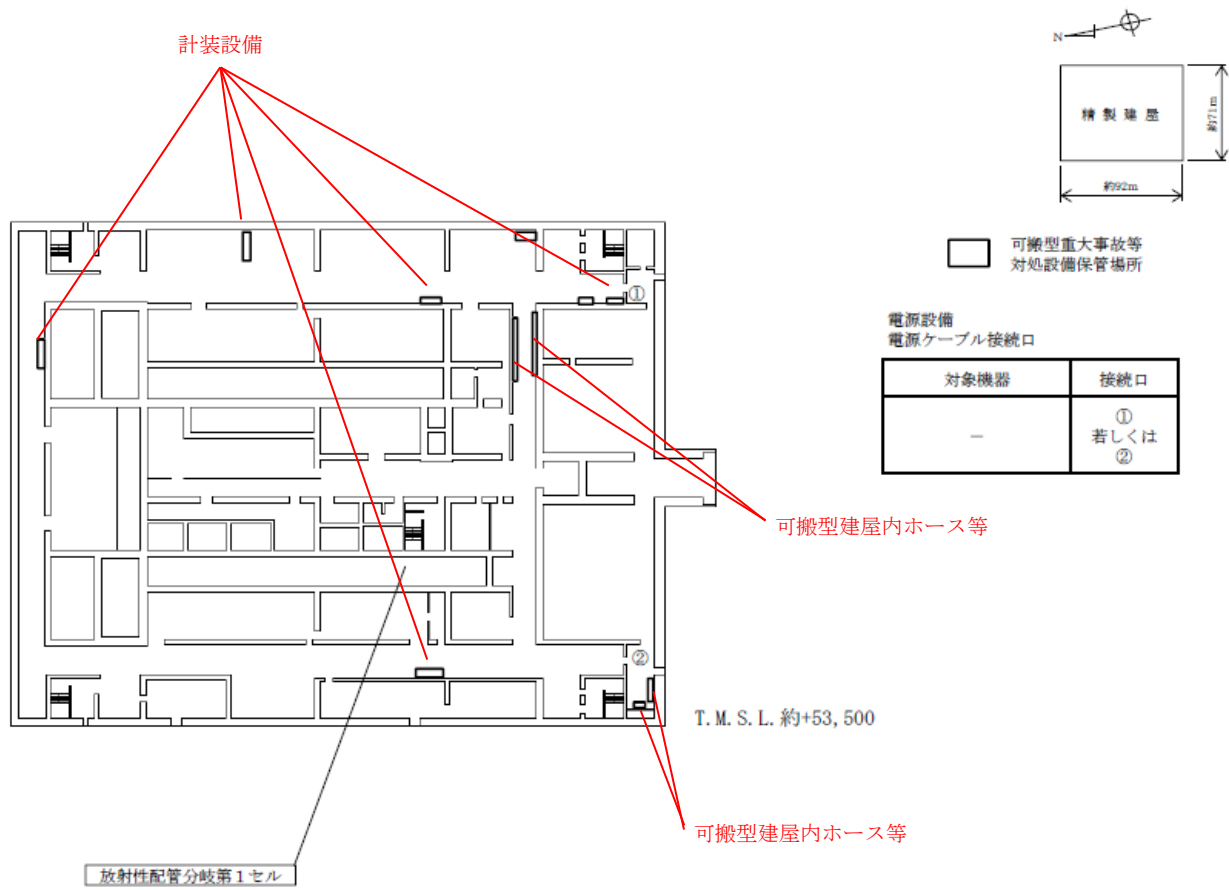 計装設備
N
精製建屋
約71m
約92m
可搬型重大事故等
対処設備保管場所
電源設備
電源ケーブル接続口
対象機器
接続口
－
①
若しくは
②
①
可搬型建屋内ホース等
②
T.M.S.L.約+53,500
可搬型建屋内ホース等
放射性配管分岐第1セル